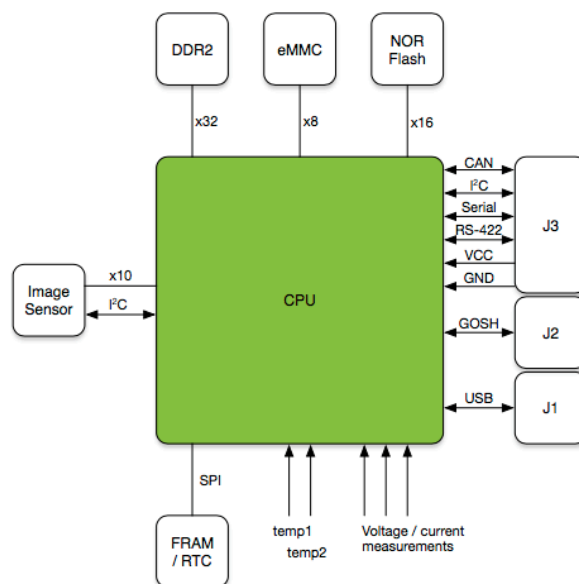 DDR2
eMMC
NOR
Flash
x32
x8
x16
CAN
I²C
Serial
RS-422
VCC
GND
J3
x10
Image
Sensor
I²C
CPU
GOSH
J2
USB
J1
SPI
temp1
temp2
Voltage / current
measurements
FRAM
/ RTC